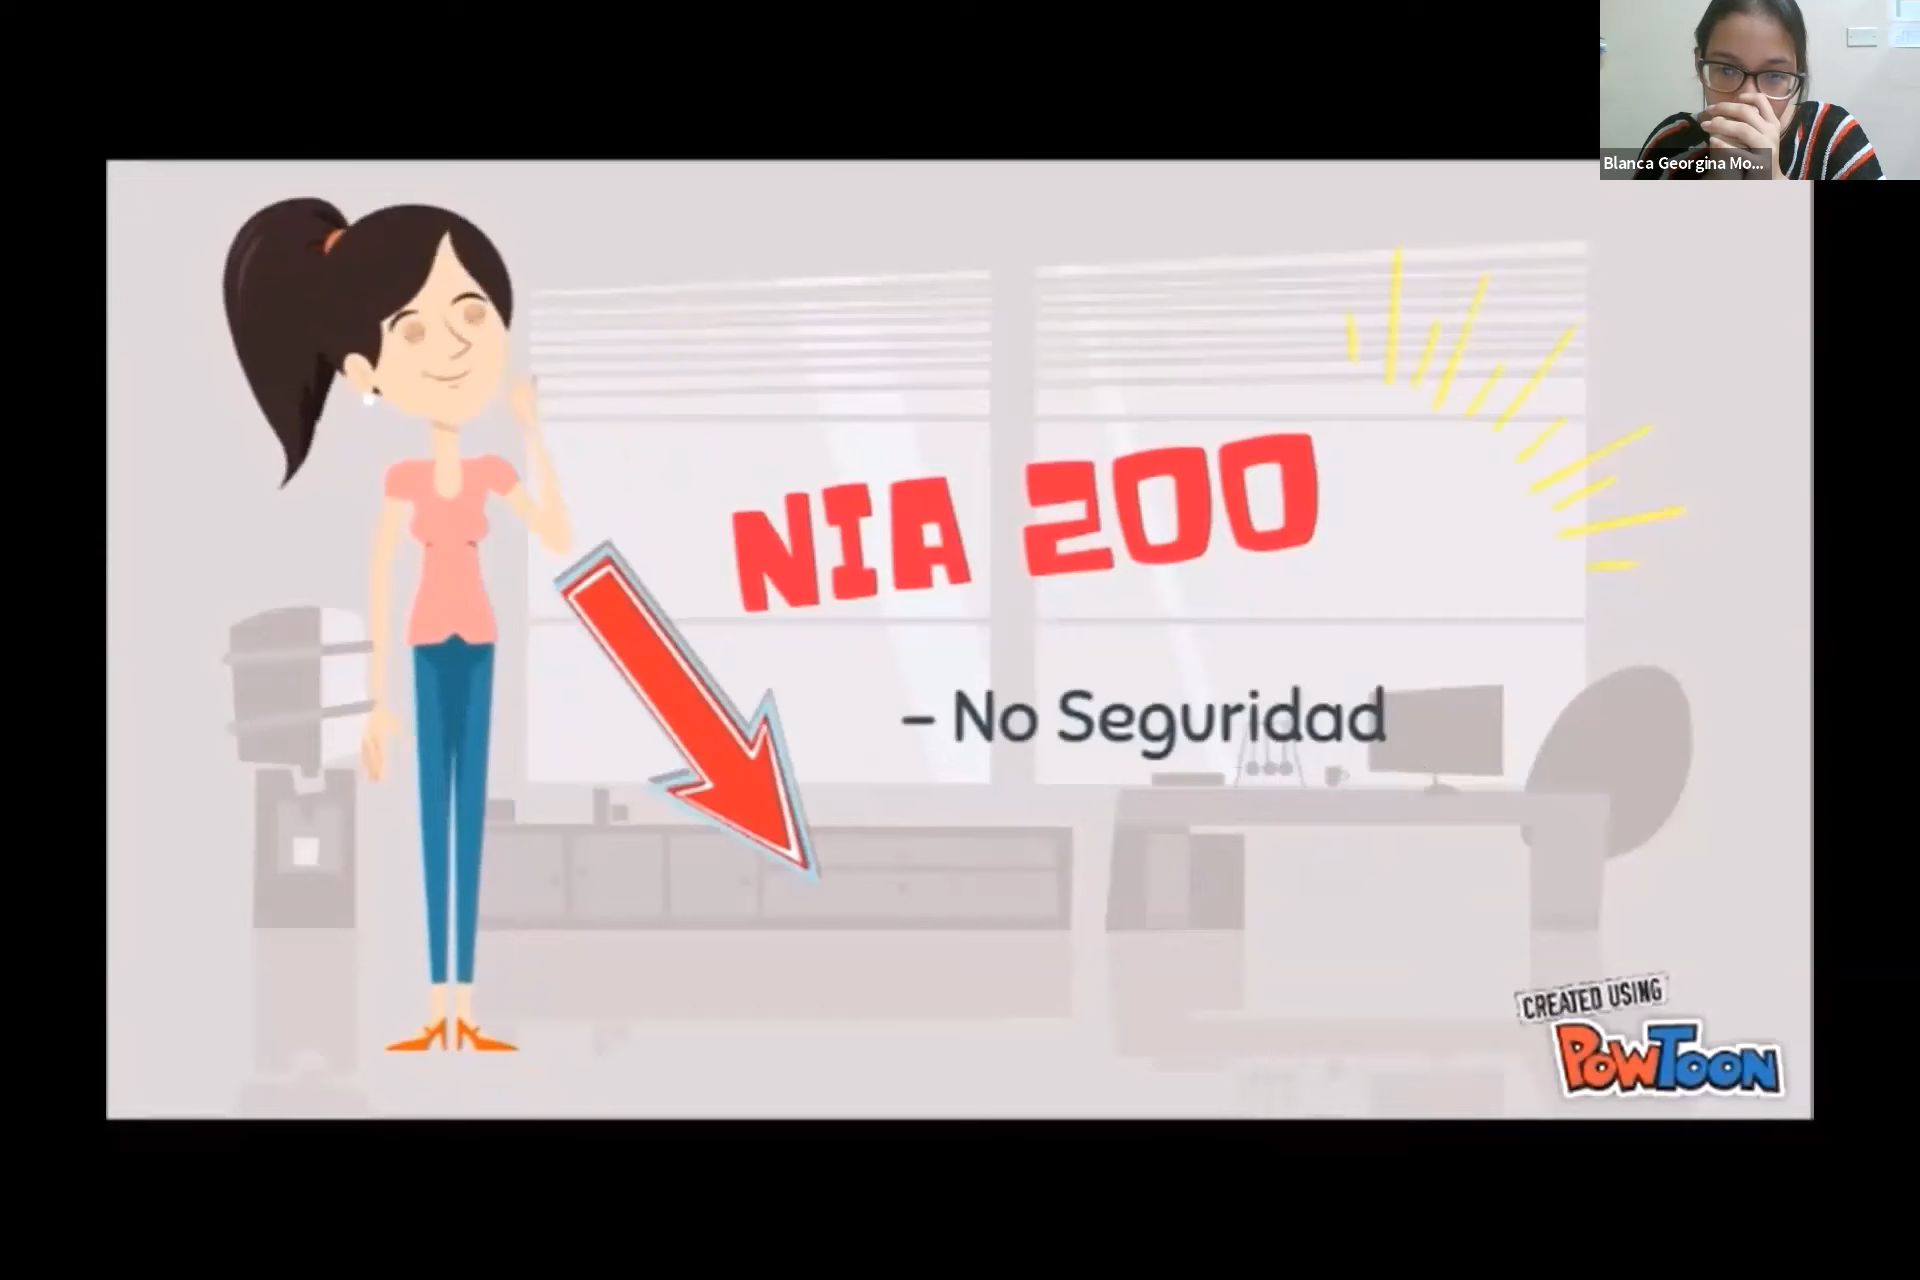 Blanca Georgina Mo...
NIA 200
– No Seguridad
CREATED USING
POWTOON